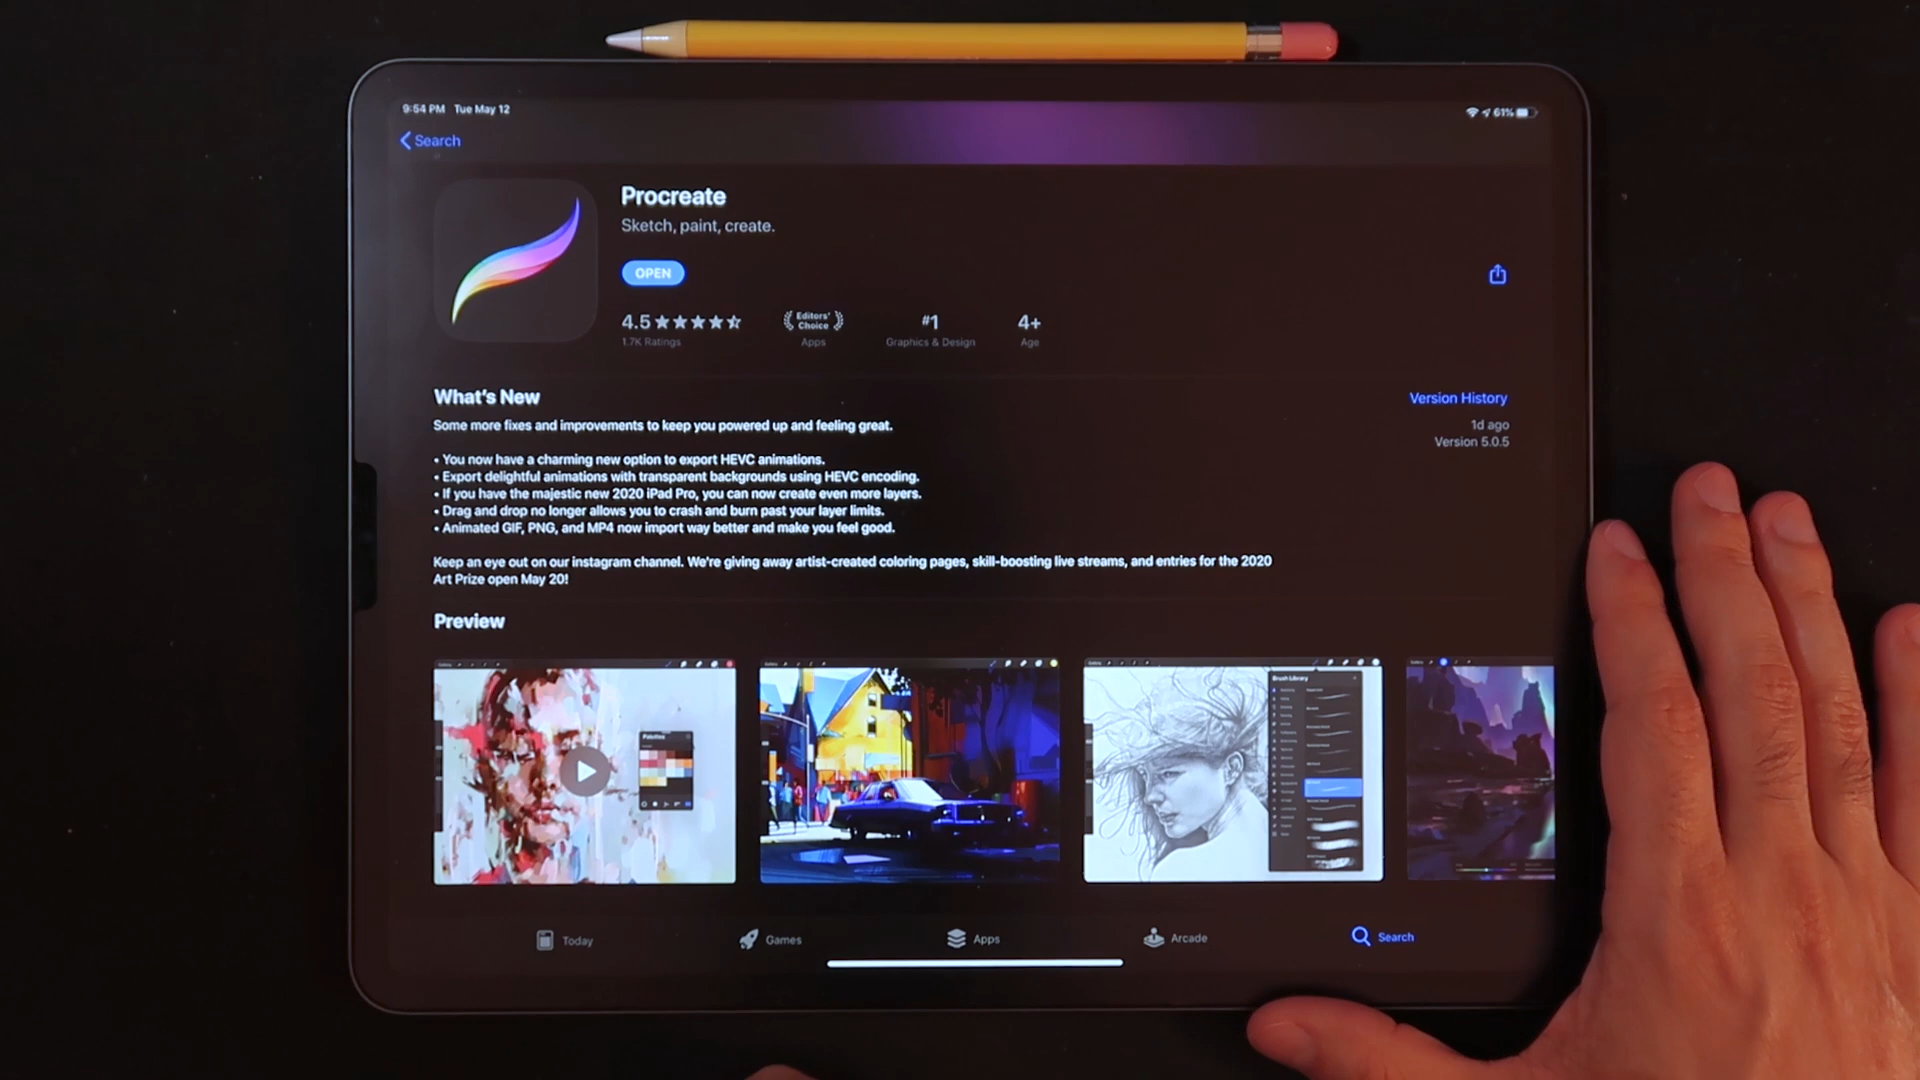 9:54 PM Tue May 12
61%
Search
Procreate
Sketch, paint, create.
OPEN
4.5
1.7K Ratings
Editors'
Choice
Apps
#1
Graphics & Design
4+
Age
What's New
Version History
Some more fixes and improvements to keep you powered up and feeling great.
1d ago
Version 5.0.5
• You now have a charming new option to export HEVC animations.
• Export delightful animations with transparent backgrounds using HEVC encoding.
• If you have the majestic new 2020 iPad Pro, you can now create even more layers.
• Drag and drop no longer allows you to crash and burn past your layer limits.
• Animated GIF, PNG, and MP4 now import way better and make you feel good.
Keep an eye out on our instagram channel. We're giving away artist-created coloring pages, skill-boosting live streams, and entries for the 2020
Art Prize open May 20!
Preview
Palettes
Brush Library
Today
Games
Apps
Arcade
Search